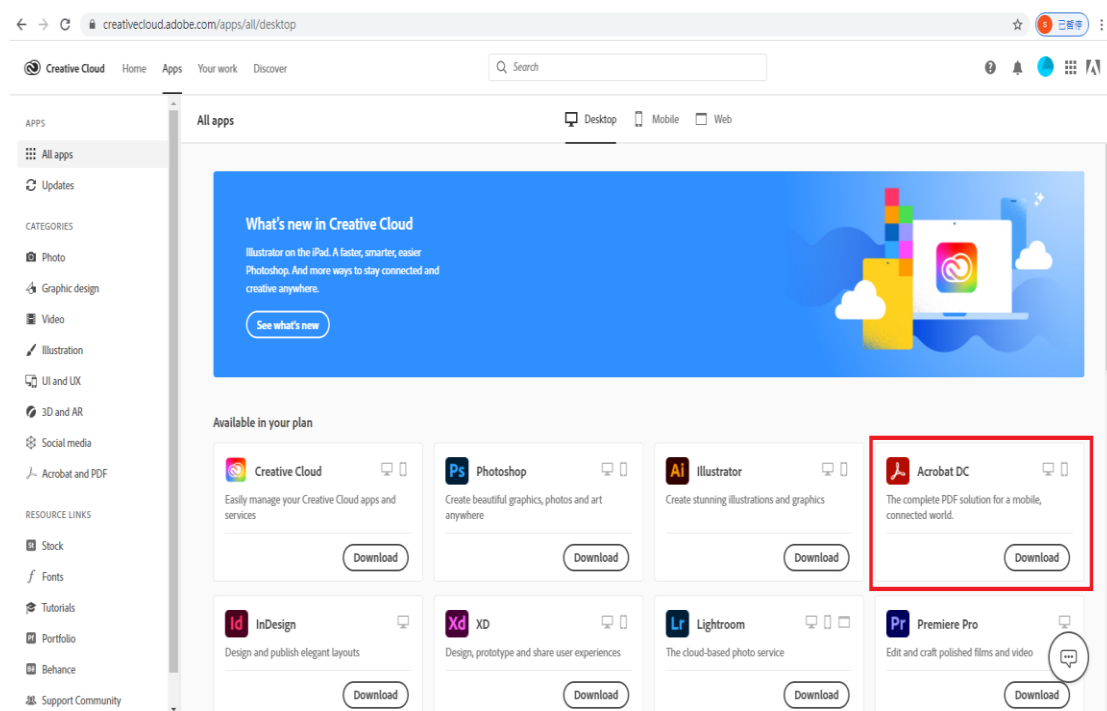 creativecloud.adobe.com/apps/all/desktop
S 已暫停
Creative Cloud Home Apps Your work Discover Search
APPS
All apps
Updates
CATEGORIES
Photo
Graphic design
Video
Illustration
UI and UX
3D and AR
Social media
Acrobat and PDF
RESOURCE LINKS
St Stock
Fonts
Tutorials
Pf Portfolio
Bē Behance
Support Community
All apps Desktop Mobile Web
What's new in Creative Cloud
Illustrator on the iPad. A faster, smarter, easier
Photoshop. And more ways to stay connected and
creative anywhere.
See what's new
Available in your plan
Creative Cloud
Easily manage your Creative Cloud apps and
services
Download
Ps Photoshop
Create beautiful graphics, photos and art
anywhere
Download
Ai Illustrator
Create stunning illustrations and graphics
Download
Acrobat DC
The complete PDF solution for a mobile,
connected world.
Download
Id InDesign
Design and publish elegant layouts
Download
Xd XD
Design, prototype and share user experiences
Download
Lr Lightroom
The cloud-based photo service
Download
Pr Premiere Pro
Edit and craft polished films and video
Download